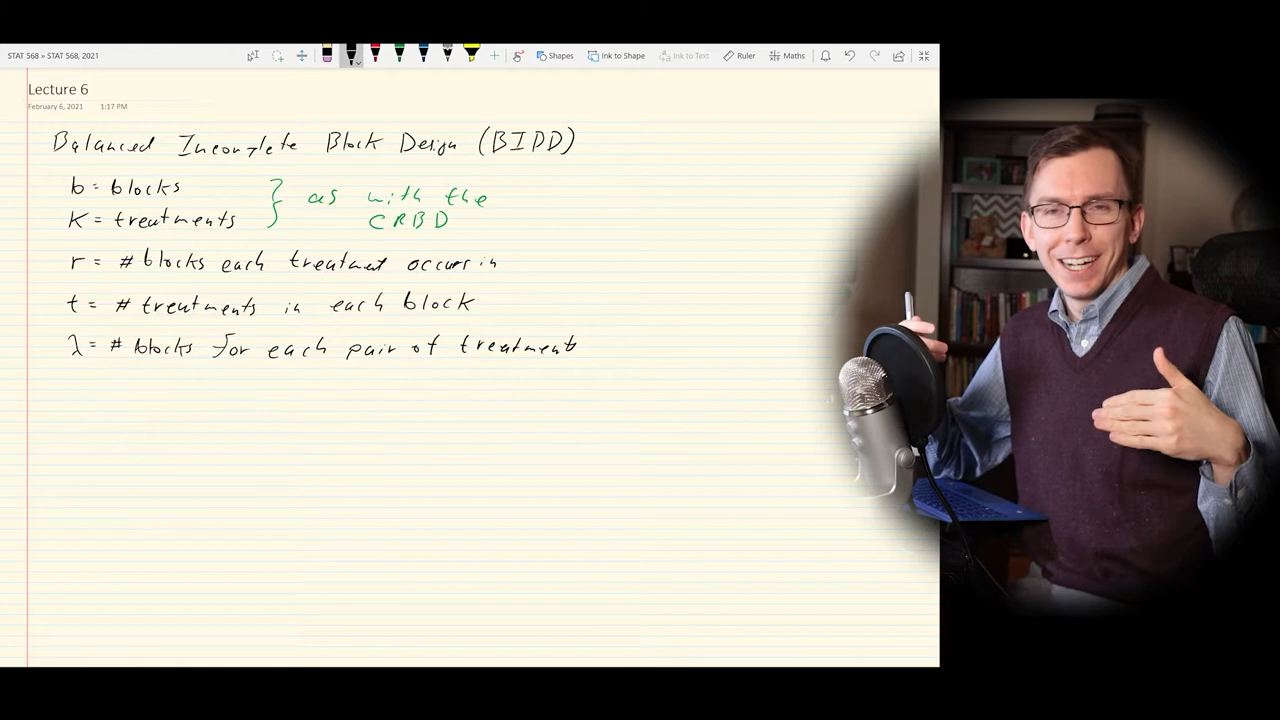 STAT 568 » STAT 568, 2021
Shapes
Ink to Shape
Ink to Text
Ruler
Maths
Lecture 6
February 6, 2021 1:17 PM
Balanced Incomplete Block Design (BIBD)
b = blocks
K = treatments } as with the
CRBD
r = # blocks each treatment occurs in
t = # treatments in each block
λ = # blocks for each pair of treatments